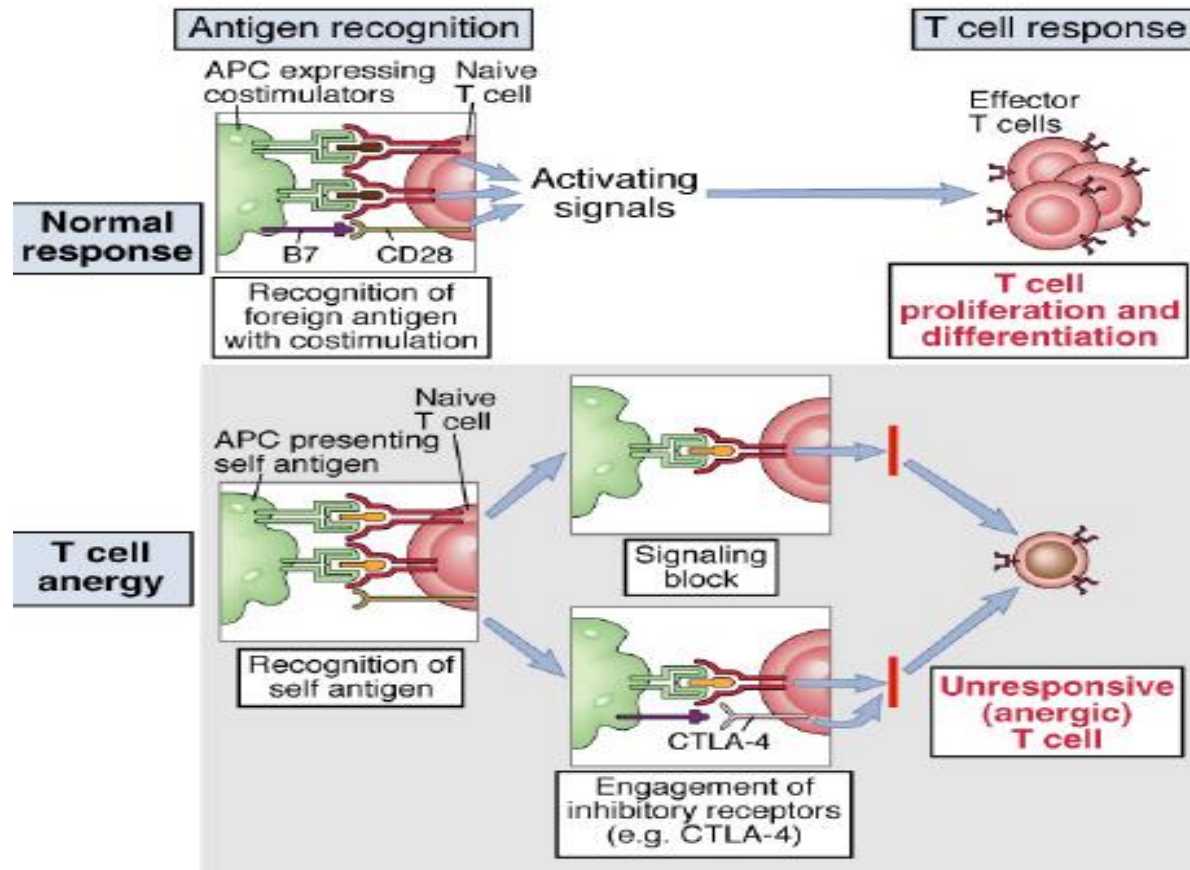 Antigen recognition
T cell response
APC expressing
costimulators
Naive
T cell
Effector
T cells
Activating
signals
Normal
response
B7
CD28
Recognition of
foreign antigen
with costimulation
T cell
proliferation and
differentiation
Naive
T cell
APC presenting
self antigen
T cell
anergy
Signaling
block
Recognition of
self antigen
CTLA-4
Unresponsive
(anergic)
T cell
Engagement of
inhibitory receptors
(e.g. CTLA-4)